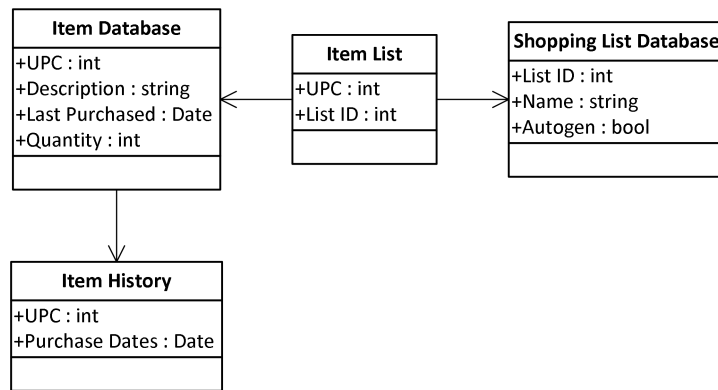 Item Database
+UPC : int
+Description : string
+Last Purchased : Date
+Quantity : int
Item List
+UPC : int
+List ID : int
Shopping List Database
+List ID : int
+Name : string
+Autogen : bool
Item History
+UPC : int
+Purchase Dates : Date